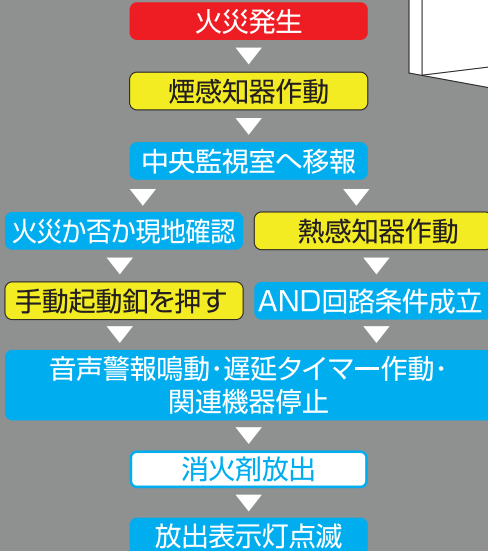 火災発生
煙感知器作動
中央監視室へ移報
火災か否か現地確認
熱感知器作動
手動起動釦を押す
AND回路条件成立
音声警報鳴動・遅延タイマー作動・
関連機器停止
消火剤放出
放出表示灯点滅